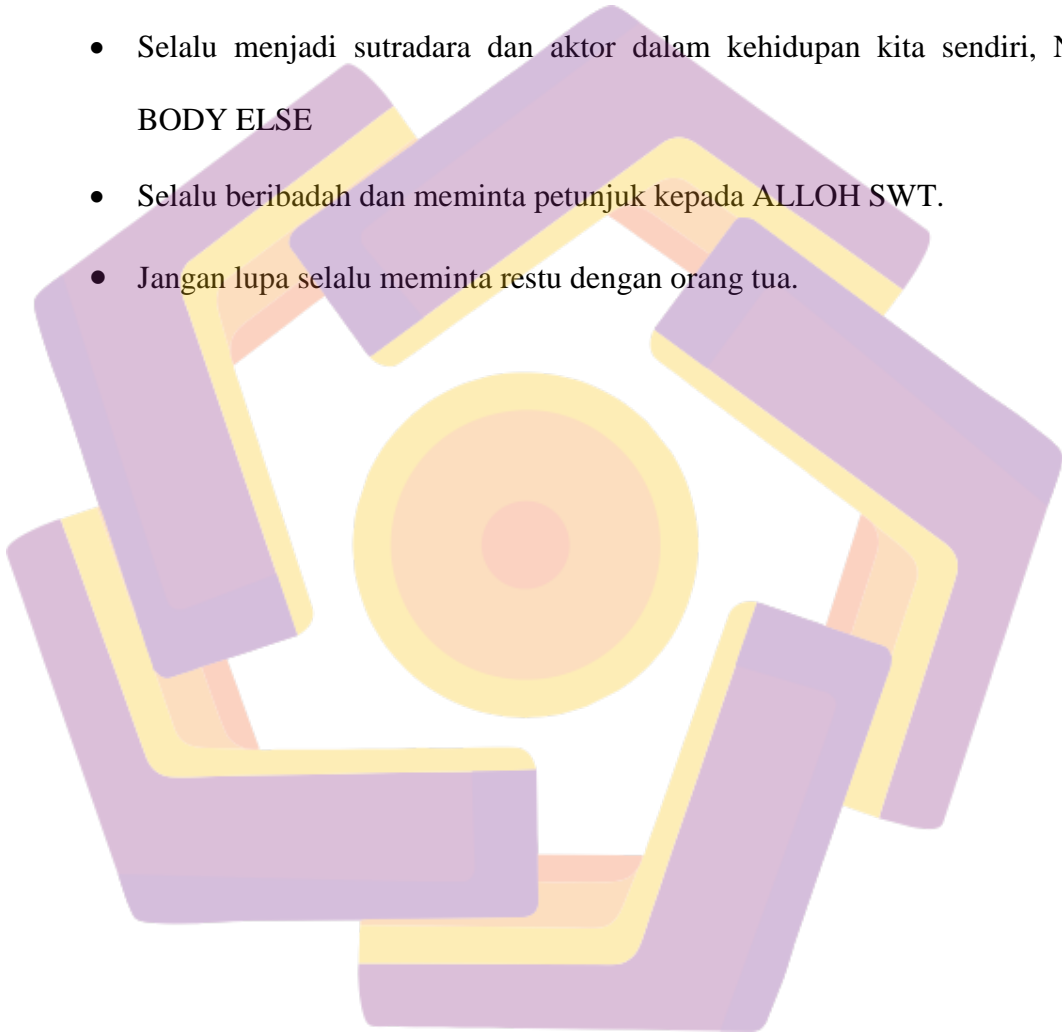 • Selalu menjadi sutradara dan aktor dalam kehidupan kita sendiri,
BODY ELSE
• Selalu beribadah dan meminta petunjuk kepada ALLOH SWT.
• Jangan lupa selalu meminta restu dengan orang tua.